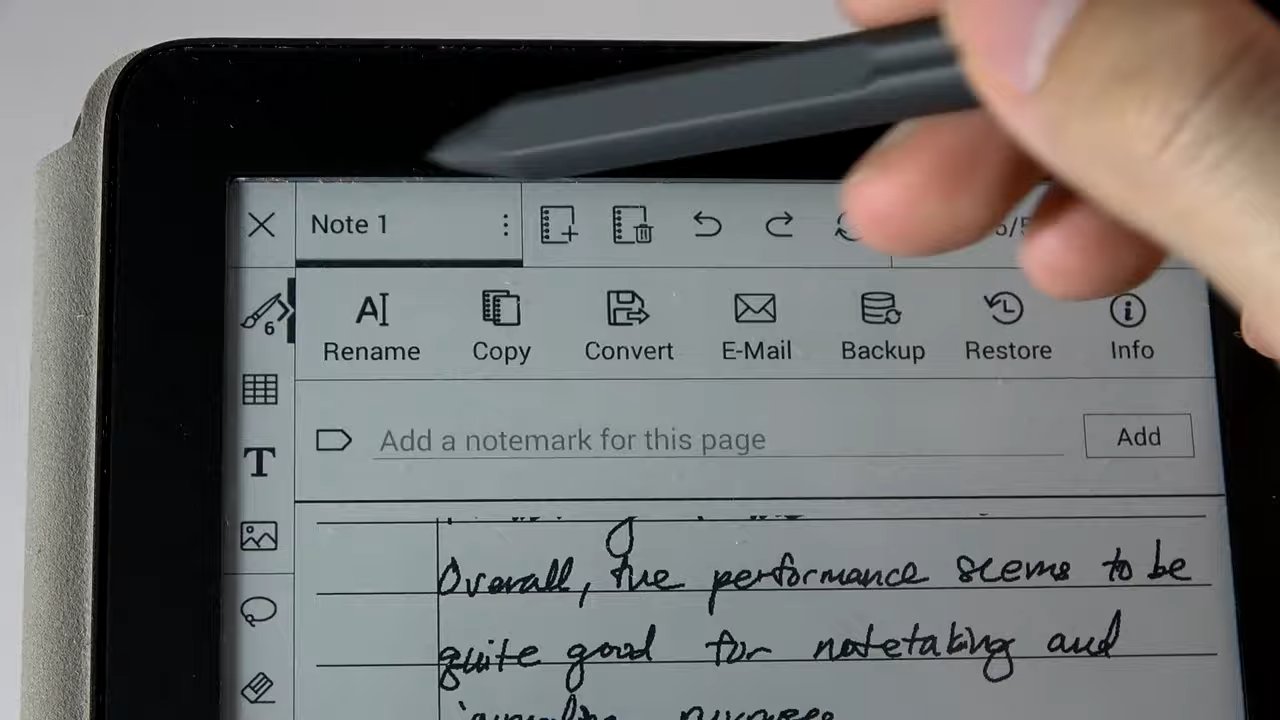 Note 1
6
Rename Copy Convert E-Mail Backup Restore Info
Add a notemark for this page Add
Overall, the performance seems to be
quite good for notetaking and